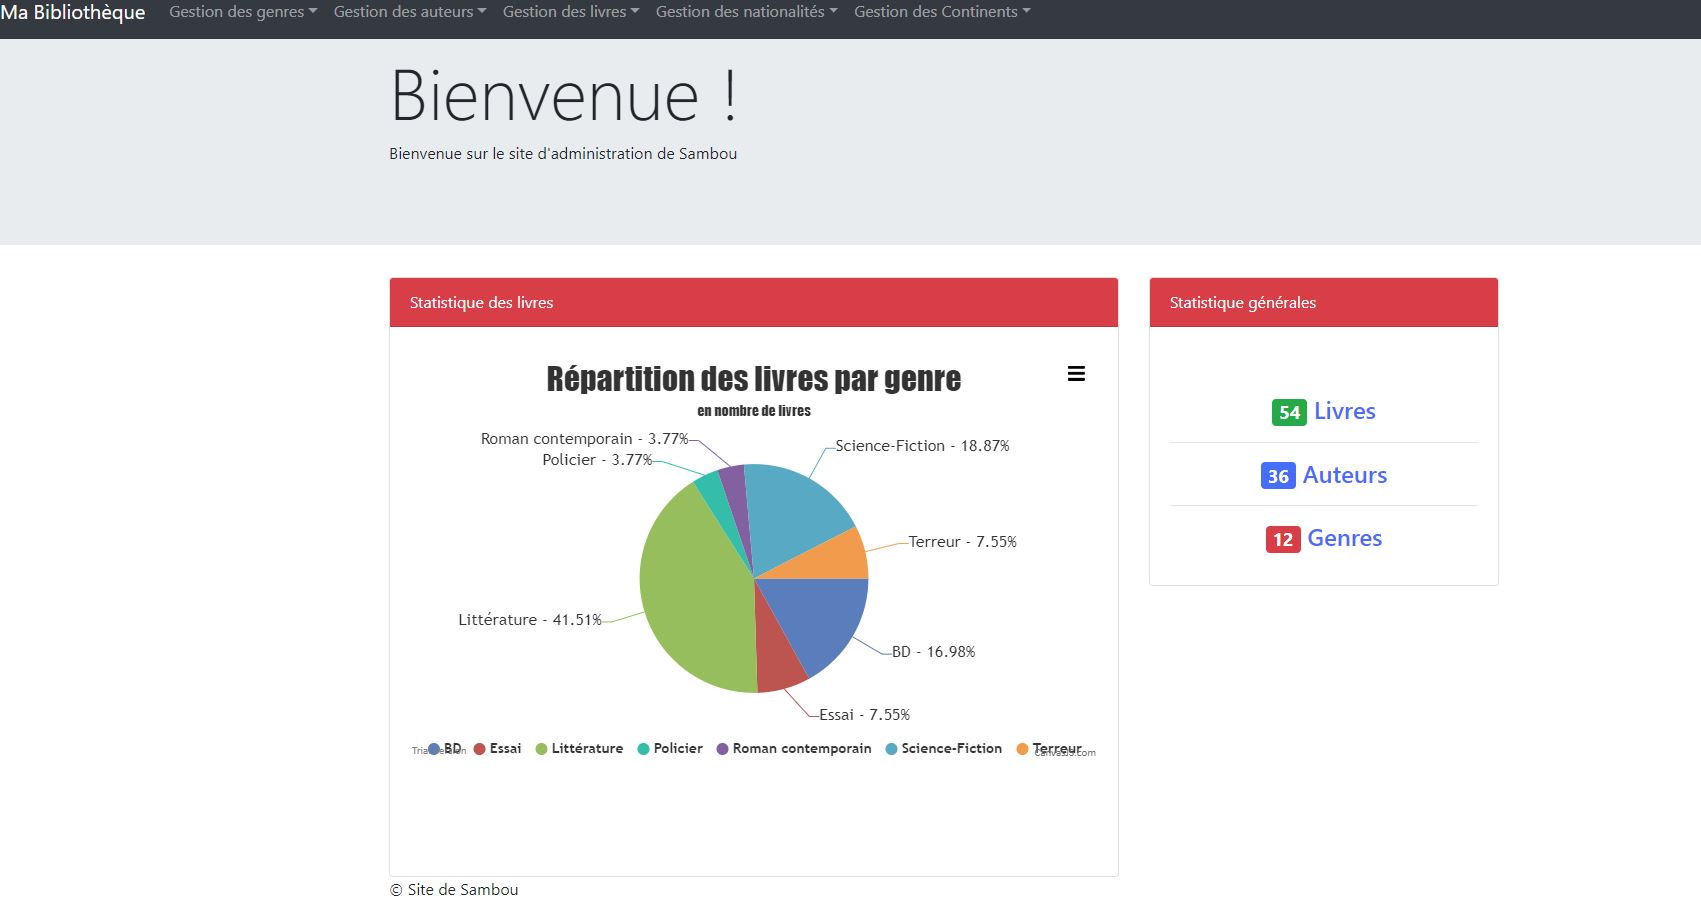 Ma Bibliothèque Gestion des genres Gestion des auteurs Gestion des livres Gestion des nationalités Gestion des Continents
Bienvenue !
Bienvenue sur le site d'administration de Sambou
Statistique des livres
Répartition des livres par genre
en nombre de livres
Roman contemporain - 3.77%
Policier - 3.77%
Science-Fiction - 18.87%
Terreur - 7.55%
Littérature - 41.51%
BD - 16.98%
Essai - 7.55%
BD Essai Littérature Policier Roman contemporain Science-Fiction Terreur
CanvasJS.com
Statistique générales
54 Livres
36 Auteurs
12 Genres
© Site de Sambou